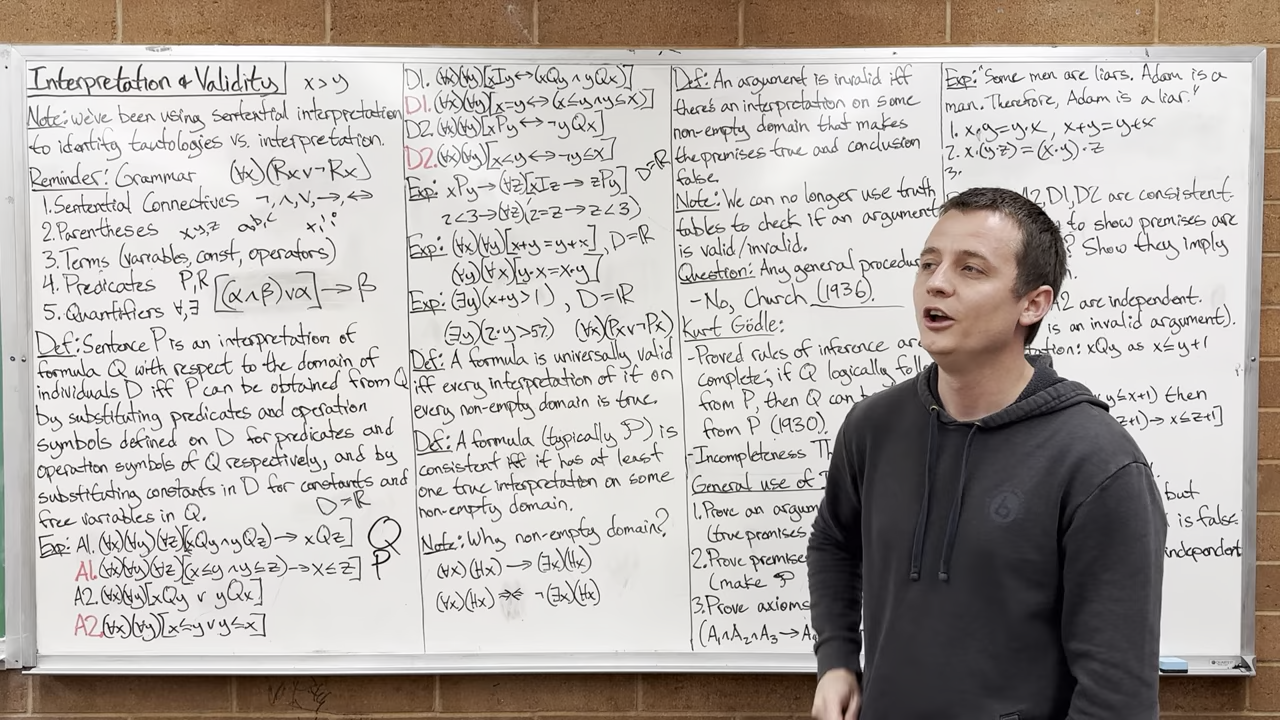 Interpretation & Validity x>y
Note: we've been using sentential interpretation
to identify tautologies vs. interpretation.
Reminder: Grammar (∀x)(Rx∨¬Rx)
1. Sentential Connectives ¬,∧,∨,→,↔
2. Parentheses x,y,z a,b,c
3. Terms (variables, const, operators)
4. Predicates P,R [(α∧β)∨α]→β
5. Quantifiers ∀,∃
Def: Sentence P is an interpretation of
formula Q with respect to the domain of
individuals D iff P can be obtained from Q
by substituting predicates and operation
symbols defined on D for predicates and
operation symbols of Q respectively, and by
substituting constants in D for constants and
free variables in Q. D=ℝ
Exp: A1. (∀x)(∀y)(∀z)[xQy∧yQz)→xQz] Q
A1. (∀x)(∀y)(∀z)[(x≤y∧y≤z)→x≤z] P
A2. (∀x)(∀y)[xQy ∨ yQx]
A2. (∀x)(∀y)[x≤y∨y≤x]
D1. (∀x)(∀y)[xIy↔(xQy∧yQx)]
D1. (∀x)(∀y)[x=y↔(x≤y∧y≤x)]
D2. (∀x)(∀y)[xPy↔¬yQx]
D2. (∀x)(∀y)[x<y↔¬y≤x]
Exp: xPy→(∀z)[xIz→zPy] D=ℝ
2<3→(∀z)(2=z→z<3)
Exp: (∀x)(∀y)[x+y=y+x], D=ℝ
(∀y)(∀x)[y·x=x·y]
Exp: (∃y)(x+y>1), D=ℝ
(∃y)(2·y>57) (∀x)(Px∨¬Px)
Def: A formula is universally valid
iff every interpretation of it on
every non-empty domain is true.
Def: A formula (typically P) is
consistent iff it has at least
one true interpretation on some
non-empty domain.
Note: Why non-empty domain?
(∀x)(Hx)→(∃x)(Hx)
(∀x)(Hx) ¬(∃x)(Hx)
Def: An argument is invalid iff
there's an interpretation on some
non-empty domain that makes
the premises true and conclusion
false.
Note: We can no longer use truth
tables to check if an argument
is valid/invalid.
Question: Any general
-No, Church (1936).
Kurt Gödle:
-Proved rules of inference
complete; if Q logically
from P, then Q can
from P (1930).
-Incompleteness
General use of
1. Prove an
(true premises
2. Prove
(make P
3. Prove axioms
(A₁∧A₂∧A₃→
Exp: "Some men are liars. Adam is a
man. Therefore, Adam is a liar."
1. x·y=y·x, x+y=y+x
2. x·(y·z)=(x·y)·z
3.
A2, D1, D2 are consistent.
to show premises are
? Show they imply
are independent.
is an invalid argument).
xQy as x≤y+1
y≤x+1) then
z+1)→x≤z+1]
but
is false.
independent